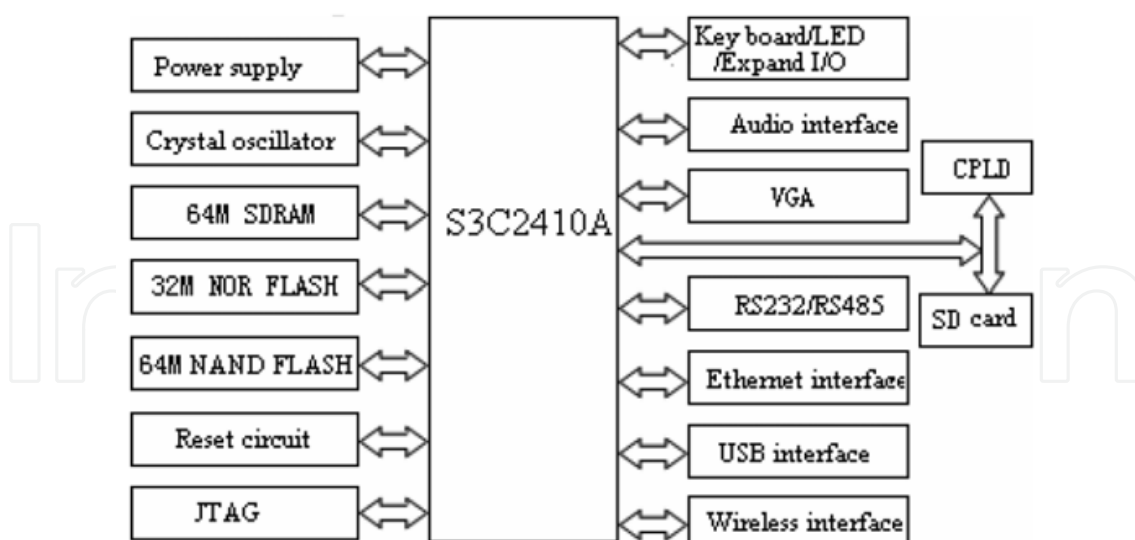 Power supply
Crystal oscillator
64M SDRAM
32M NOR FLASH
64M NAND FLASH
Reset circuit
JTAG
S3C2410A
Key board/LED
/Expand I/O
Audio interface
VGA
RS232/RS485
Ethernet interface
USB interface
Wireless interface
CPLD
SD card